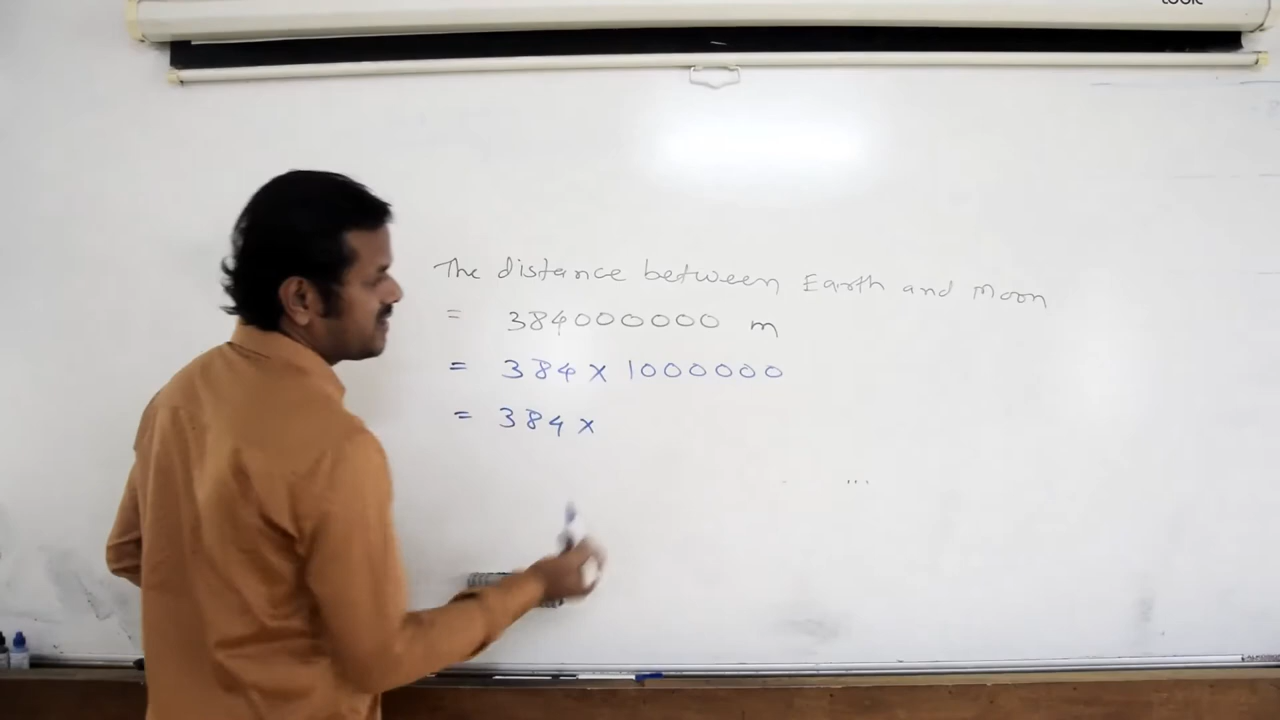 The distance between Earth and Moon
= 384000000 m
= 384 × 1000000
= 384 ×